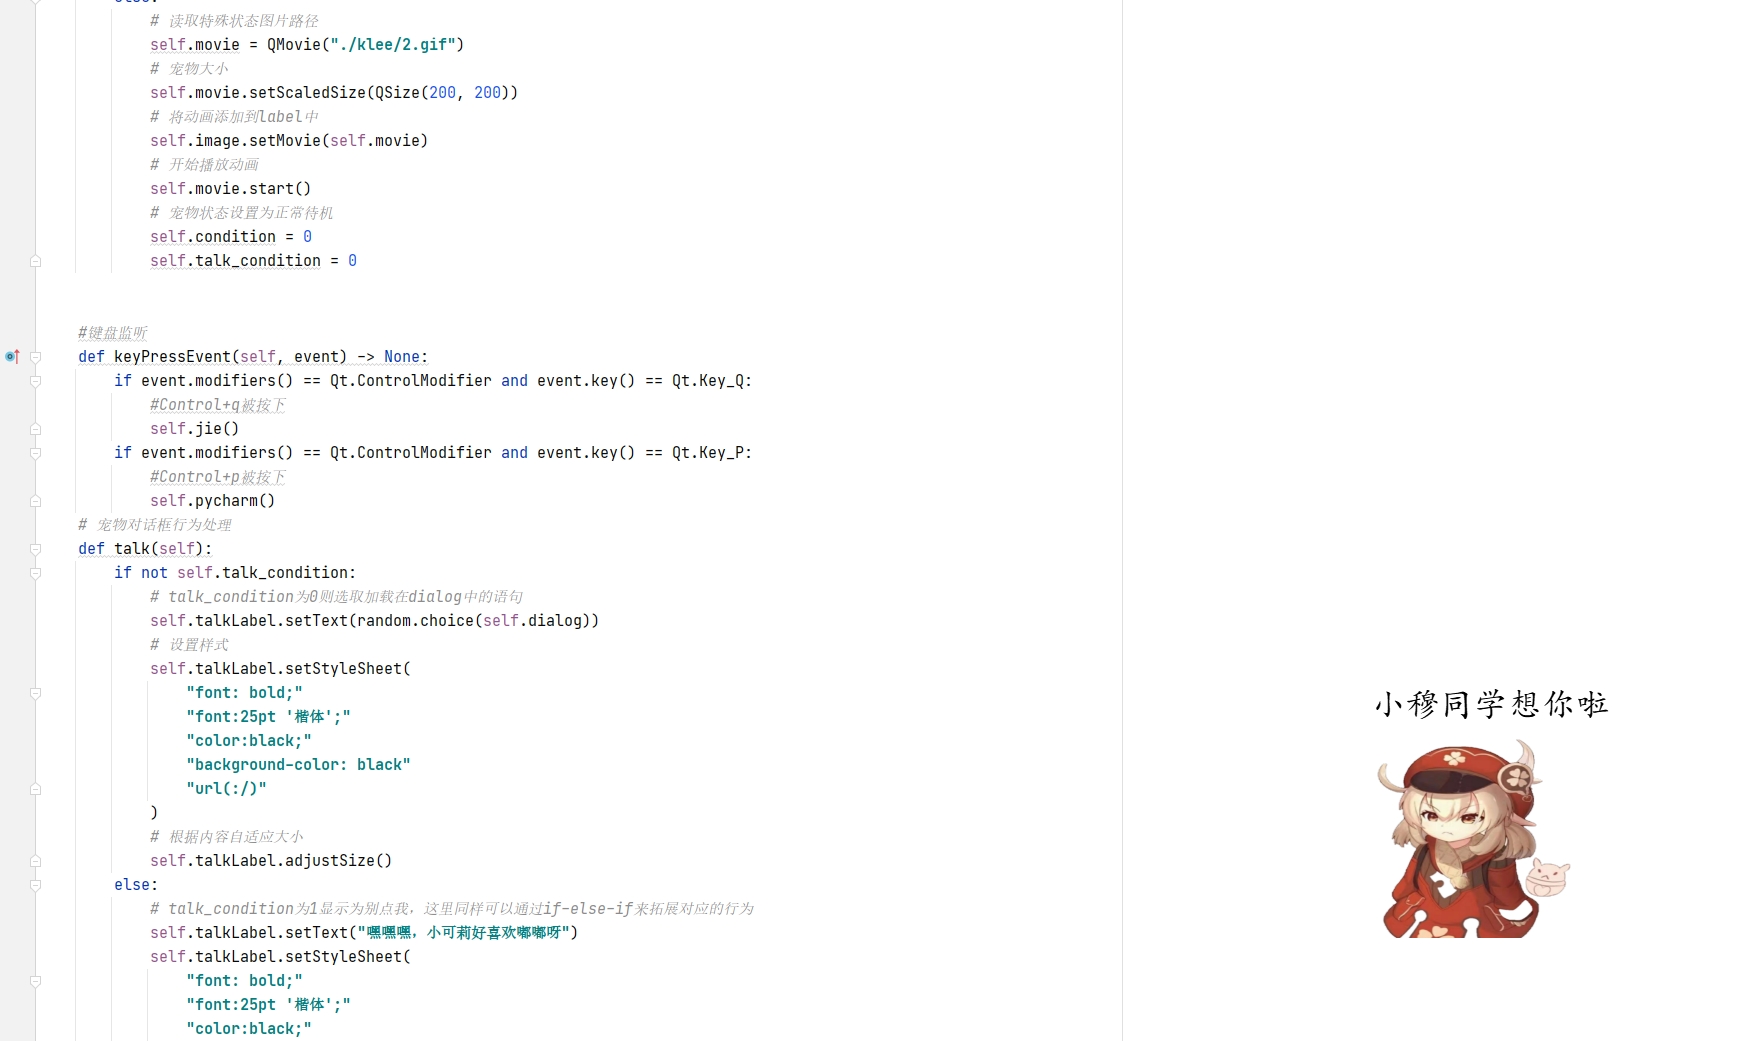 else:
# 读取特殊状态图片路径
self.movie = QMovie("./klee/2.gif")
# 宠物大小
self.movie.setScaledSize(QSize(200, 200))
# 将动画添加到label中
self.image.setMovie(self.movie)
# 开始播放动画
self.movie.start()
# 宠物状态设置为正常待机
self.condition = 0
self.talk_condition = 0
#键盘监听
def keyPressEvent(self, event) -> None:
if event.modifiers() == Qt.ControlModifier and event.key() == Qt.Key_Q:
#Control+q被按下
self.jie()
if event.modifiers() == Qt.ControlModifier and event.key() == Qt.Key_P:
#Control+p被按下
self.pycharm()
# 宠物对话框行为处理
def talk(self):
if not self.talk_condition:
# talk_condition为0则选取加载在dialog中的语句
self.talkLabel.setText(random.choice(self.dialog))
# 设置样式
self.talkLabel.setStyleSheet(
"font: bold;"
"font:25pt '楷体';"
"color:black;"
"background-color: black"
"url(:/)"
)
# 根据内容自适应大小
self.talkLabel.adjustSize()
else:
# talk_condition为1显示为别点我，这里同样可以通过if-else-if来拓展对应的行为
self.talkLabel.setText("嘿嘿嘿，小可莉好喜欢嘟嘟呀")
self.talkLabel.setStyleSheet(
"font: bold;"
"font:25pt '楷体';"
"color:black;"
小穆同学想你啦